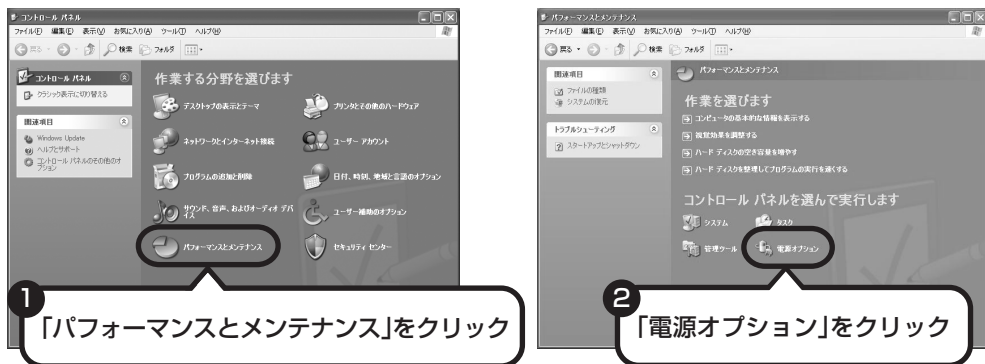 コントロール パネル
ファイル(F) 編集(E) 表示(V) お気に入り(A) ツール(T) ヘルプ(H)
戻る 検索 フォルダ
コントロール パネル
クラシック表示に切り替える
関連項目
Windows Update
ヘルプとサポート
コントロール パネルのその他のオプション
作業する分野を選びます
デスクトップの表示とテーマ
プリンタとその他のハードウェア
ネットワークとインターネット接続
ユーザー アカウント
プログラムの追加と削除
日付、時刻、地域と言語のオプション
サウンド、音声、およびオーディオ デバイス
ユーザー補助のオプション
パフォーマンスとメンテナンス
セキュリティ センター
1
「パフォーマンスとメンテナンス」をクリック
パフォーマンスとメンテナンス
ファイル(F) 編集(E) 表示(V) お気に入り(A) ツール(T) ヘルプ(H)
戻る 検索 フォルダ
関連項目
ファイルの種類
システムの復元
トラブルシューティング
スタートアップとシャットダウン
パフォーマンスとメンテナンス
作業を選びます
コンピュータの基本的な情報を表示する
視覚効果を調整する
ハード ディスクの空き容量を増やす
ハード ディスクを整理してプログラムの実行を速くする
コントロール パネルを選んで実行します
システム
タスク
管理ツール
電源オプション
2
「電源オプション」をクリック